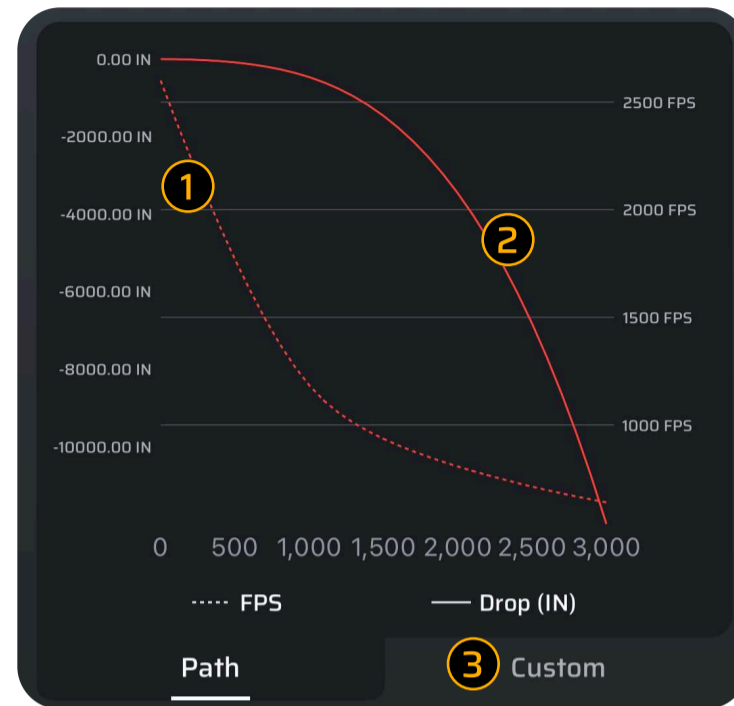 0.00 IN
2500 FPS
-2000.00 IN
1
-4000.00 IN
2000 FPS
2
-6000.00 IN
1500 FPS
-8000.00 IN
1000 FPS
-10000.00 IN
0 500 1,000 1,500 2,000 2,500 3,000
FPS Drop (IN)
Path 3 Custom